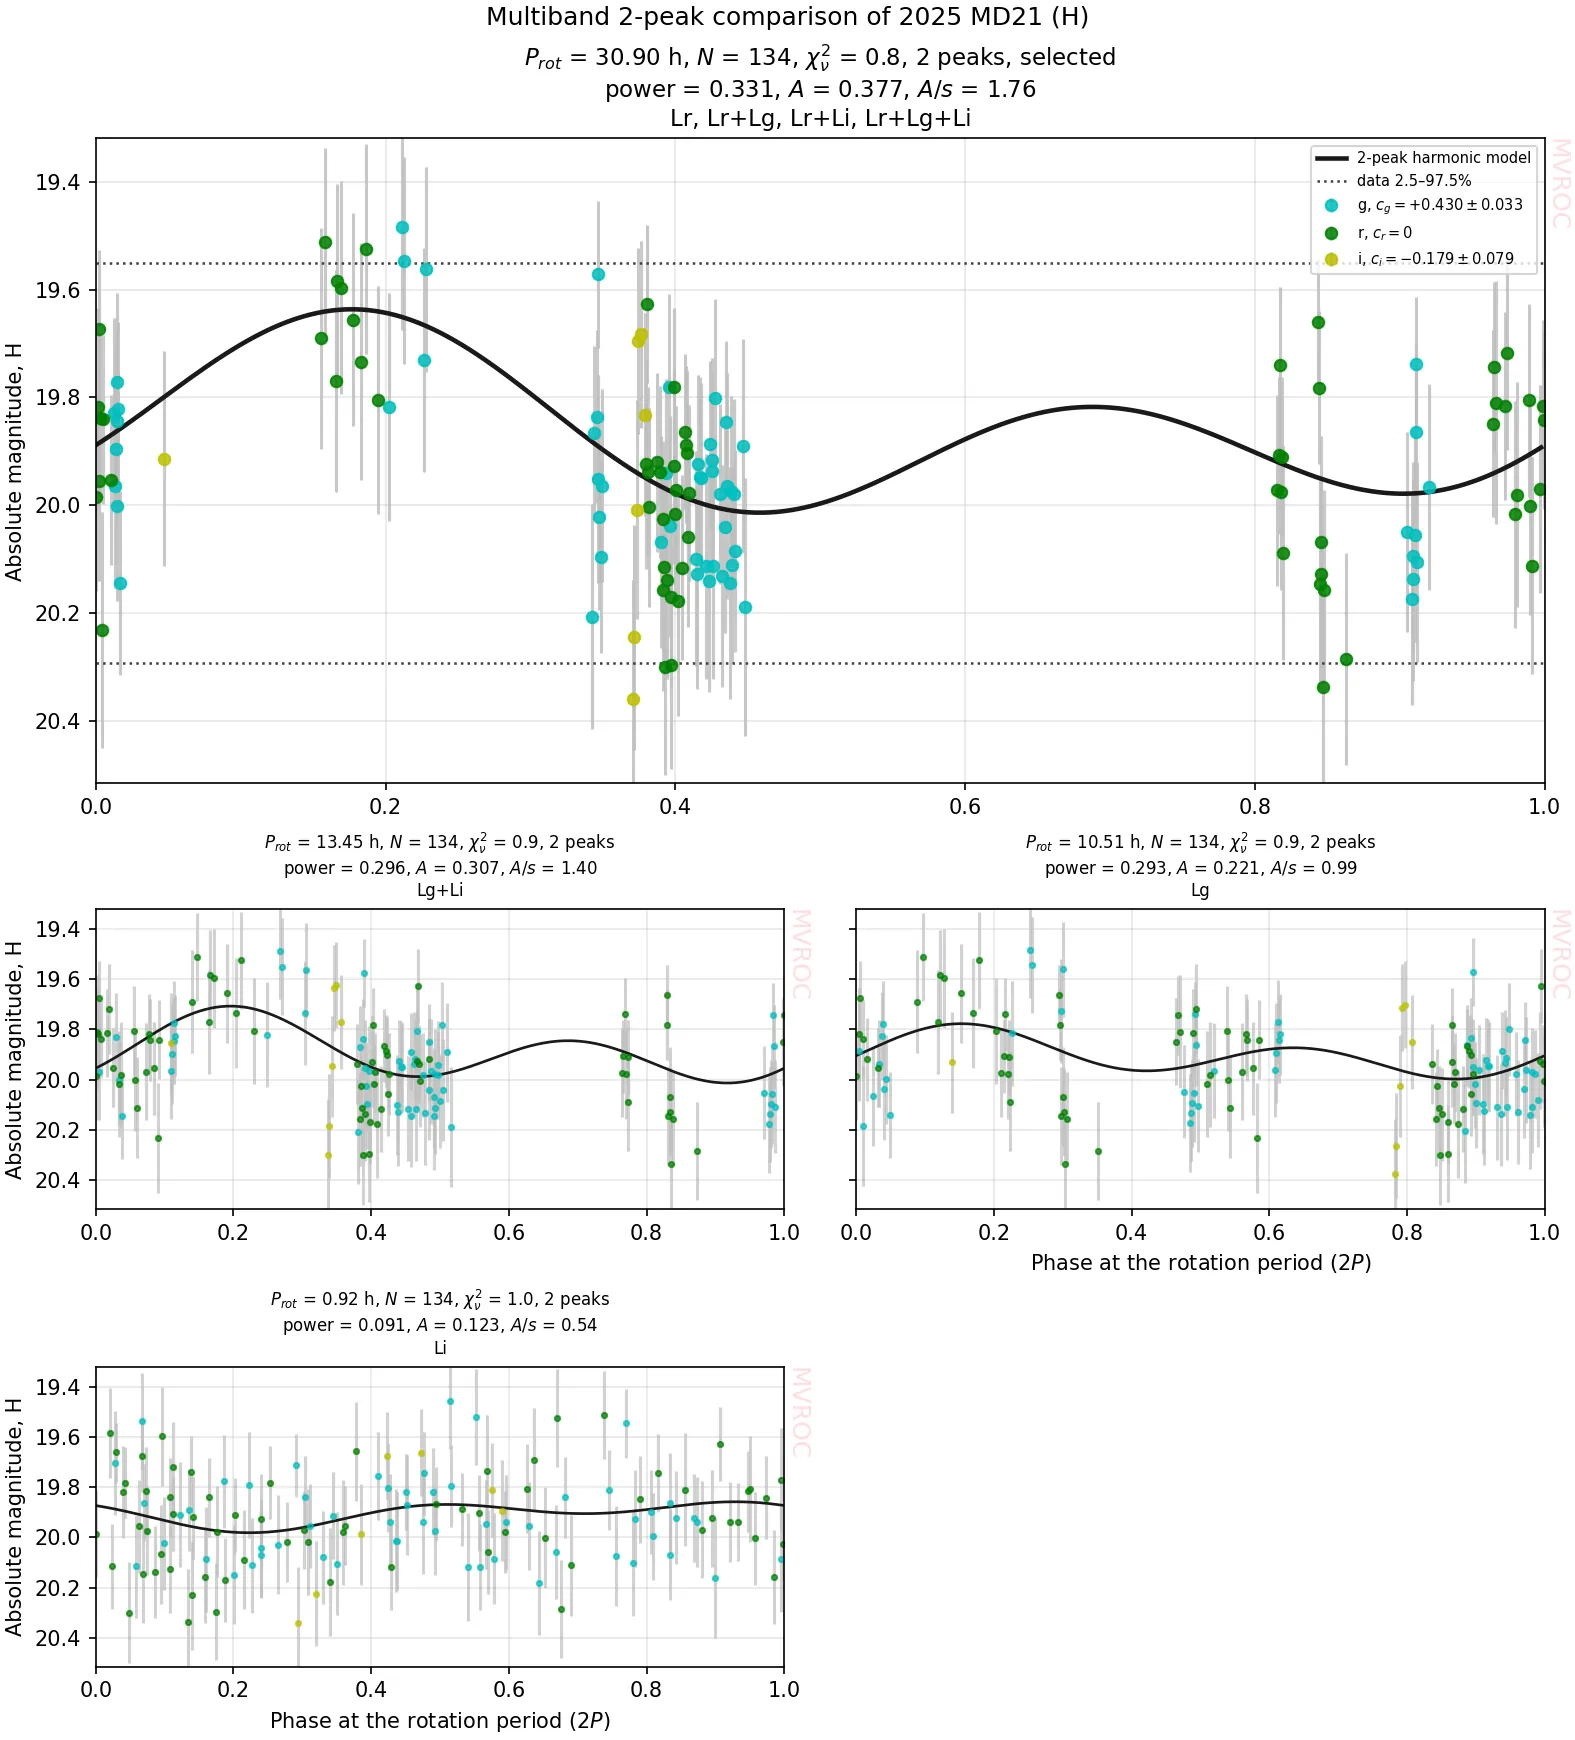 Multiband 2-peak comparison of 2025 MD21 (H)
P_rot = 30.90 h, N = 134, χ²_ν = 0.8, 2 peaks, selected
power = 0.331, A = 0.377, A/s = 1.76
Lr, Lr+Lg, Lr+Li, Lr+Lg+Li
2-peak harmonic model
data 2.5–97.5%
g, c_g = +0.430 ± 0.033
r, c_r = 0
i, c_i = −0.179 ± 0.079
MVROC
Absolute magnitude, H
19.4
19.6
19.8
20.0
20.2
20.4
0.0 0.2 0.4 0.6 0.8 1.0
P_rot = 13.45 h, N = 134, χ²_ν = 0.9, 2 peaks
power = 0.296, A = 0.307, A/s = 1.40
Lg+Li
MVROC
Absolute magnitude, H
19.4
19.6
19.8
20.0
20.2
20.4
0.0 0.2 0.4 0.6 0.8 1.0
P_rot = 10.51 h, N = 134, χ²_ν = 0.9, 2 peaks
power = 0.293, A = 0.221, A/s = 0.99
Lg
MVROC
0.0 0.2 0.4 0.6 0.8 1.0
Phase at the rotation period (2P)
P_rot = 0.92 h, N = 134, χ²_ν = 1.0, 2 peaks
power = 0.091, A = 0.123, A/s = 0.54
Li
MVROC
Absolute magnitude, H
19.4
19.6
19.8
20.0
20.2
20.4
0.0 0.2 0.4 0.6 0.8 1.0
Phase at the rotation period (2P)